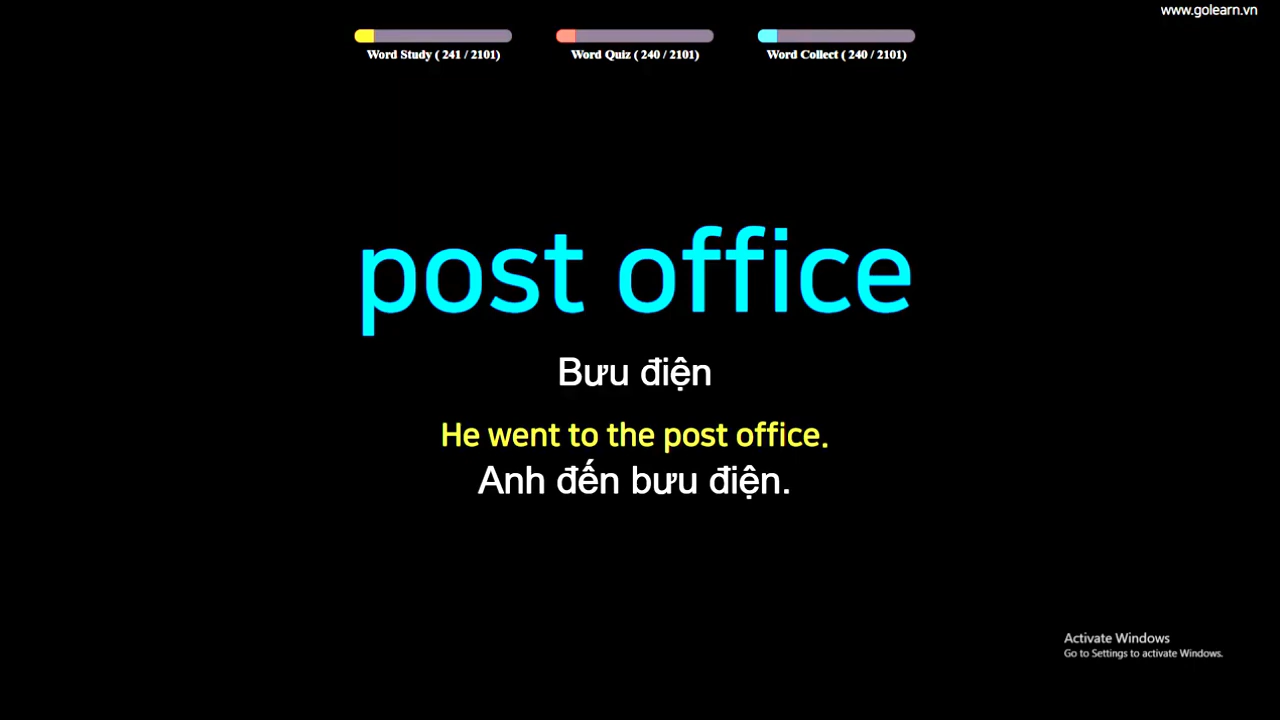 www.golearn.vn
Word Study ( 241 / 2101) Word Quiz ( 240 / 2101) Word Collect ( 240 / 2101)
post office
Bưu điện
He went to the post office.
Anh đến bưu điện.
Activate Windows
Go to Settings to activate Windows.